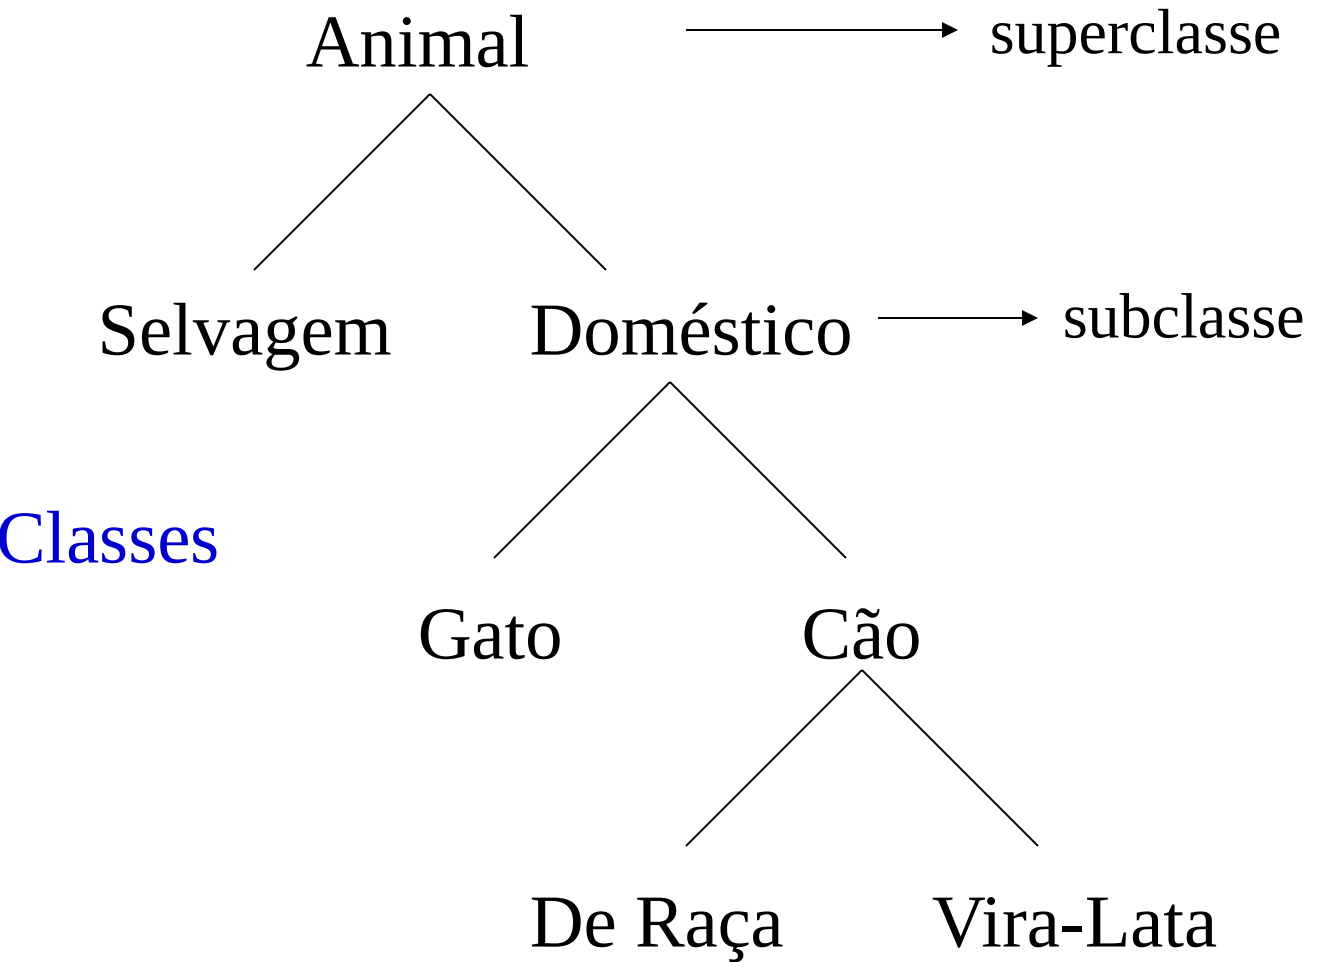 Animal
superclasse
Selvagem
Doméstico
subclasse
Classes
Gato
Cão
De Raça
Vira-Lata